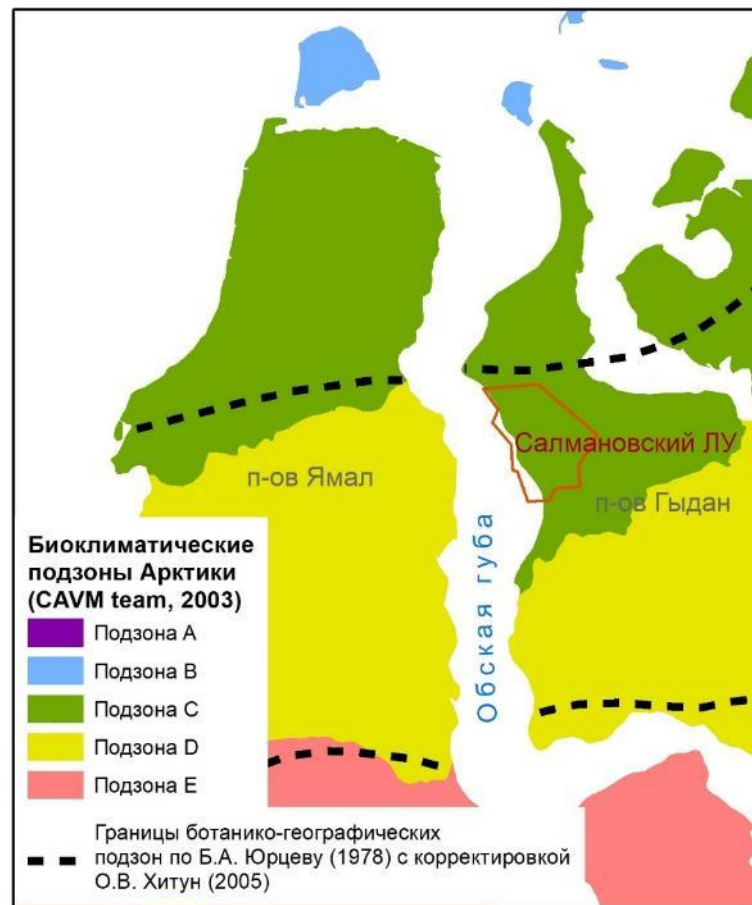 Салмановский ЛУ
п-ов Ямал
п-ов Гыдан
Обская губа
Биоклиматические
подзоны Арктики
(CAVM team, 2003)
Подзона A
Подзона B
Подзона C
Подзона D
Подзона E
Границы ботанико-географических
подзон по Б.А. Юрцеву (1978) с корректировкой
О.В. Хитун (2005)